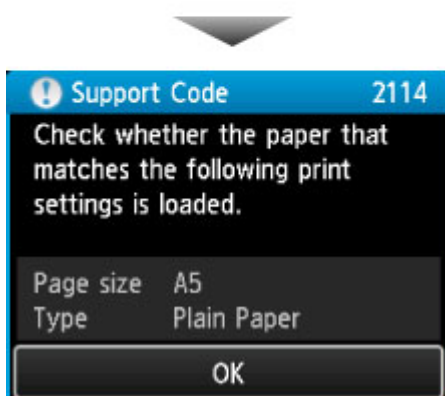 Support Code 2114
Check whether the paper that
matches the following print
settings is loaded.
Page size A5
Type Plain Paper
OK